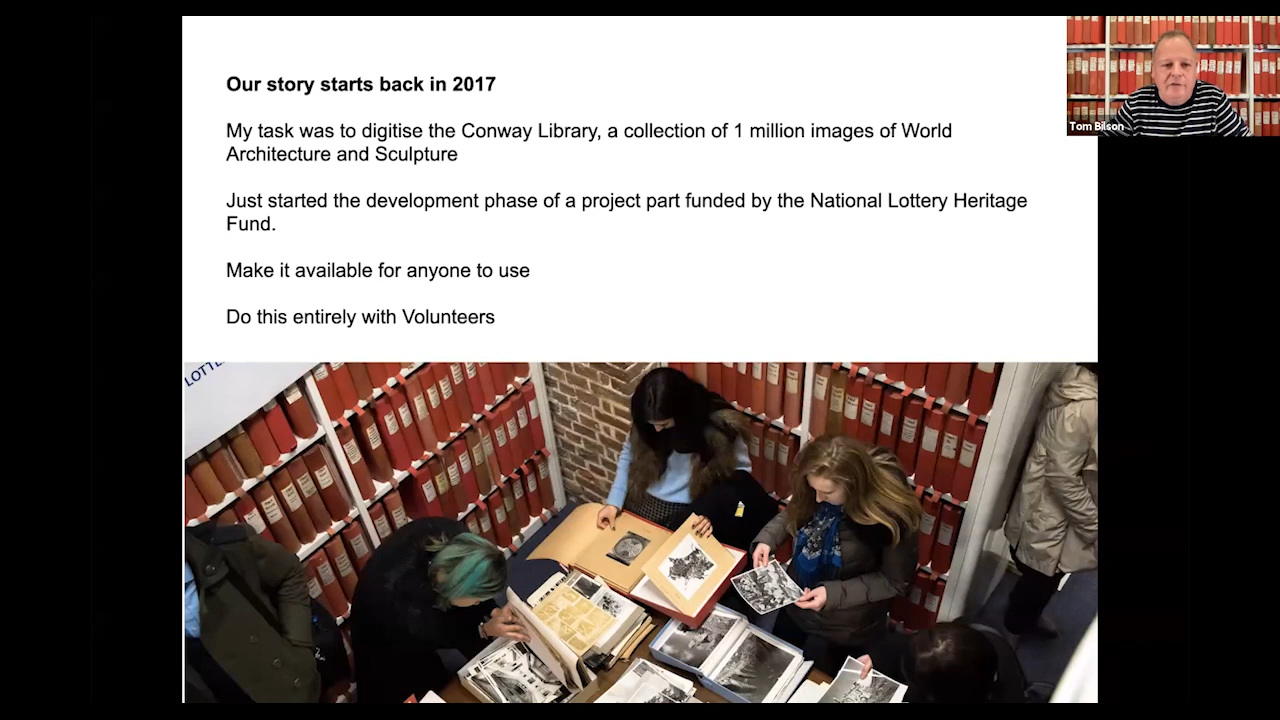 Our story starts back in 2017
My task was to digitise the Conway Library, a collection of 1 million images of World
Architecture and Sculpture
Just started the development phase of a project part funded by the National Lottery Heritage
Fund.
Make it available for anyone to use
Do this entirely with Volunteers
Tom Bilson